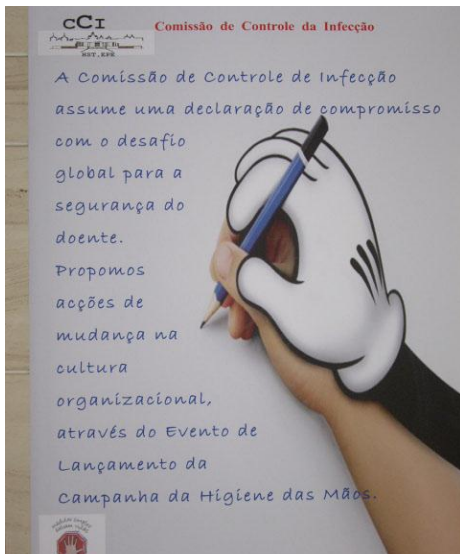 CCI
Comissão de Controle da Infecção
HST.EPE
A Comissão de Controle de Infecção
assume uma declaração de compromisso
com o desafio
global para a
segurança do
doente.
Propomos
acções de
mudança na
cultura
organizacional,
através do Evento de
Lançamento da
Campanha da Higiene das Mãos.